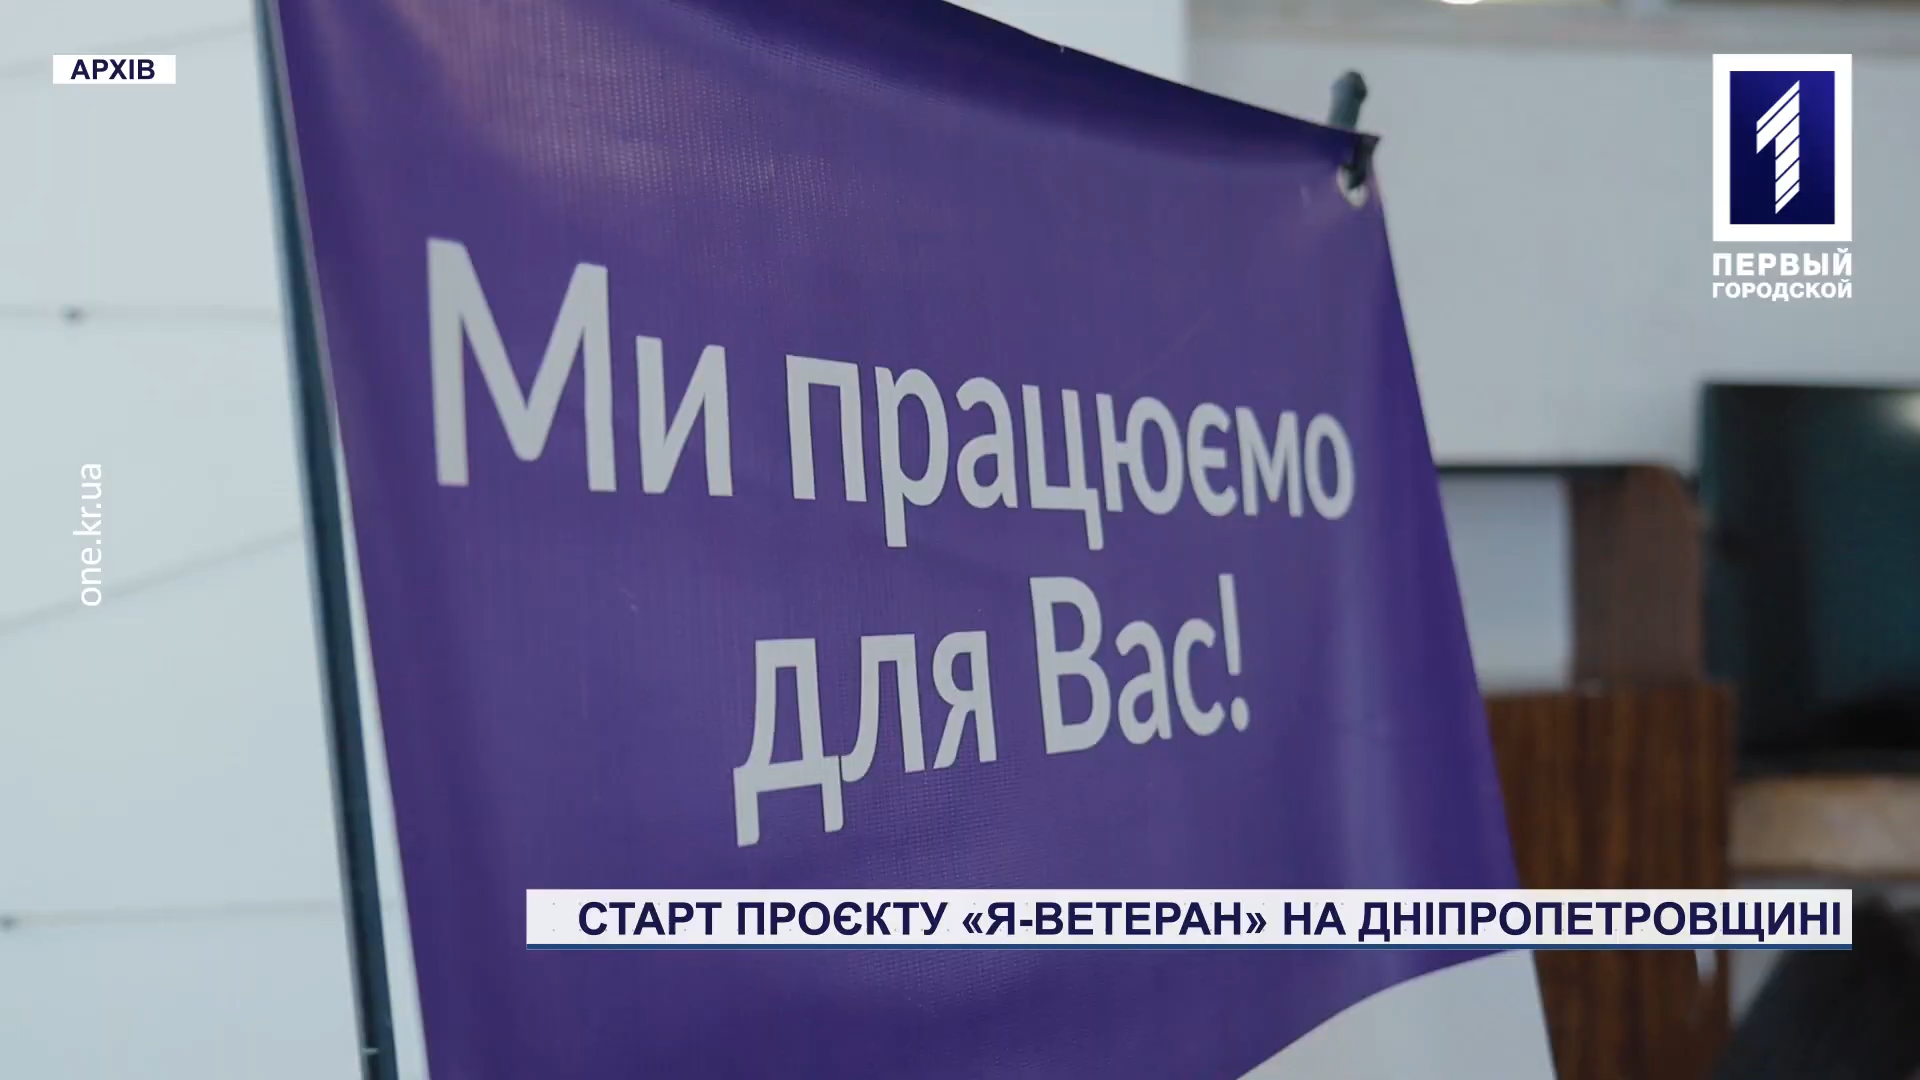 АРХІВ
ПЕРВЫЙ
ГОРОДСКОЙ
one.kr.ua
Ми працюємо
для Вас!
СТАРТ ПРОЄКТУ «Я-ВЕТЕРАН» НА ДНІПРОПЕТРОВЩИНІ